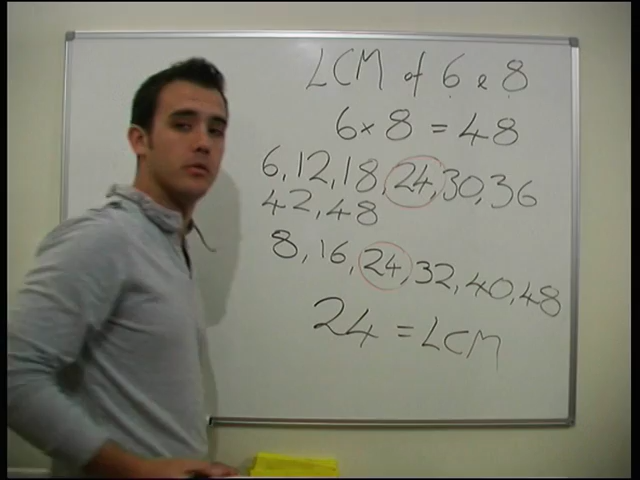 LCM of 6 & 8
6 x 8 = 48
6, 12, 18, 24, 30, 36
42, 48
8, 16, 24, 32, 40, 48
24 = LCM